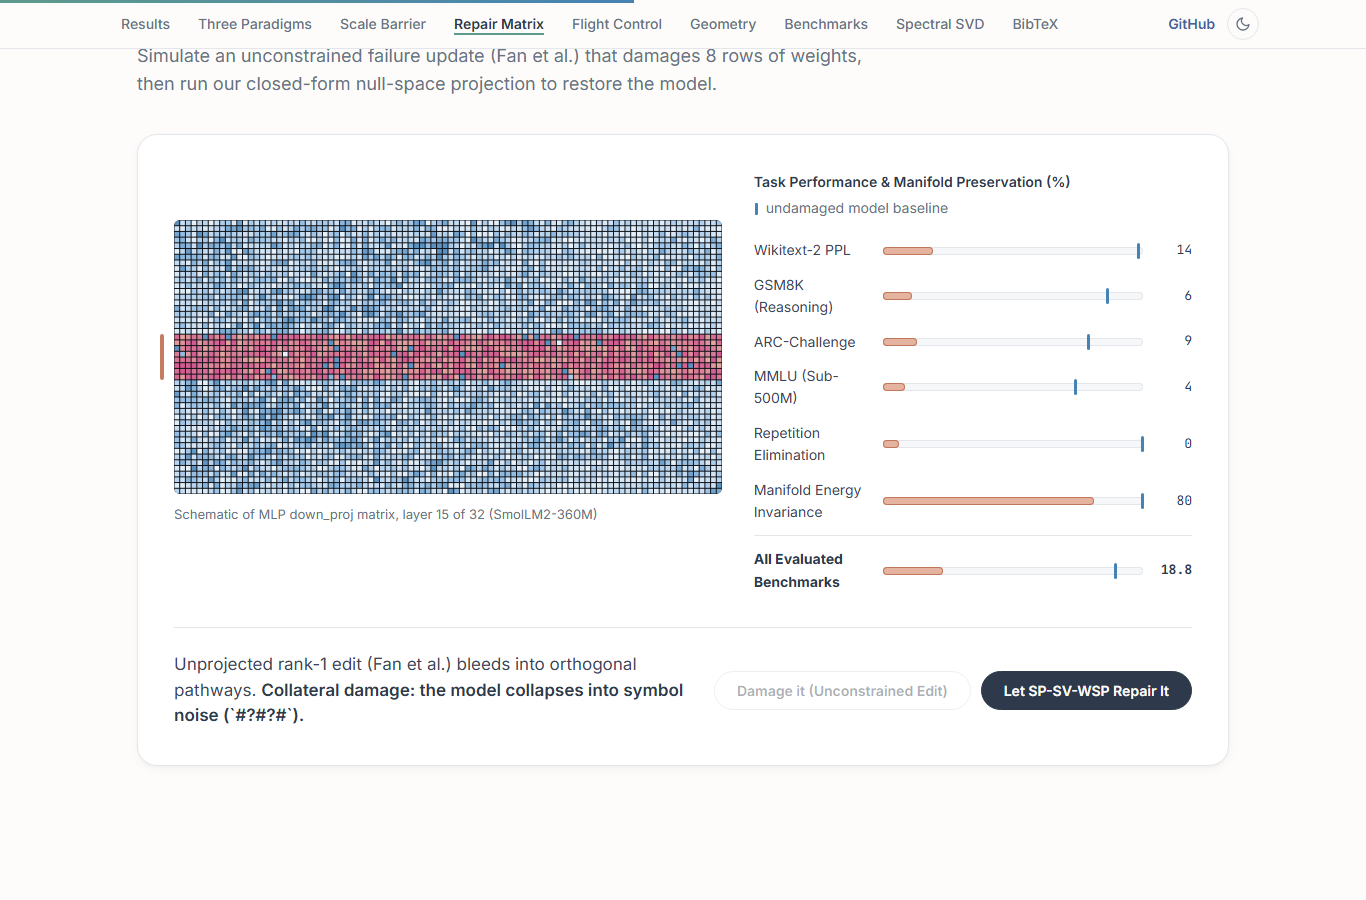 Results Three Paradigms Scale Barrier Repair Matrix Flight Control Geometry Benchmarks Spectral SVD BibTeX GitHub
Simulate an unconstrained failure update (Fan et al.) that damages 8 rows of weights,
then run our closed-form null-space projection to restore the model.
Schematic of MLP down_proj matrix, layer 15 of 32 (SmolLM2-360M)
Task Performance & Manifold Preservation (%)
undamaged model baseline
Wikitext-2 PPL 14
GSM8K
(Reasoning) 6
ARC-Challenge 9
MMLU (Sub-
500M) 4
Repetition
Elimination 0
Manifold Energy
Invariance 80
All Evaluated
Benchmarks 18.8
Unprojected rank-1 edit (Fan et al.) bleeds into orthogonal
pathways. Collateral damage: the model collapses into symbol
noise (`#?#?#`).
Damage it (Unconstrained Edit) Let SP-SV-WSP Repair It